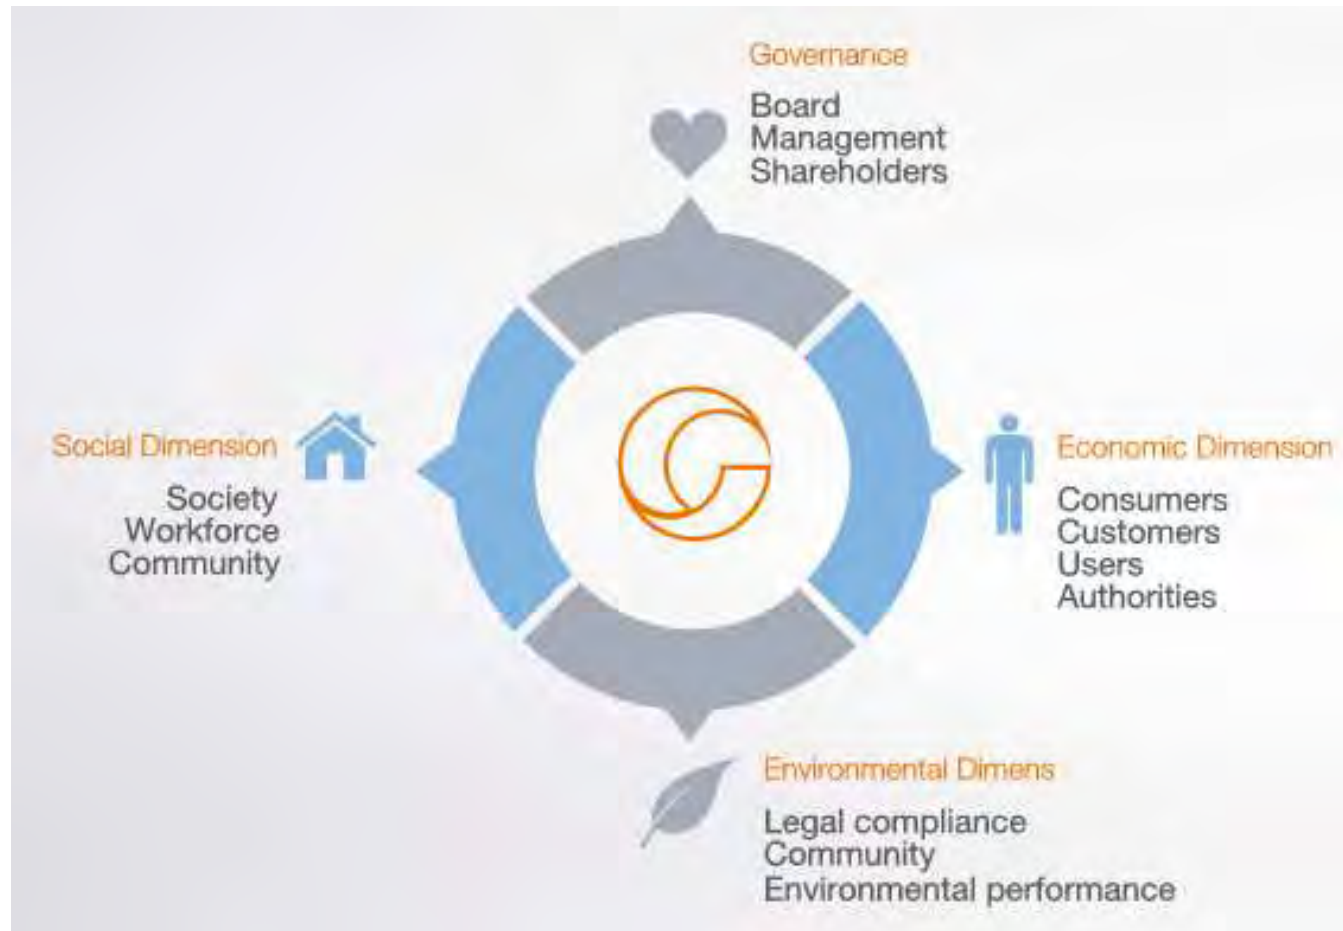 Governance
Board
Management
Shareholders
Social Dimension
Society
Workforce
Community
Economic Dimension
Consumers
Customers
Users
Authorities
Environmental Dimens
Legal compliance
Community
Environmental performance